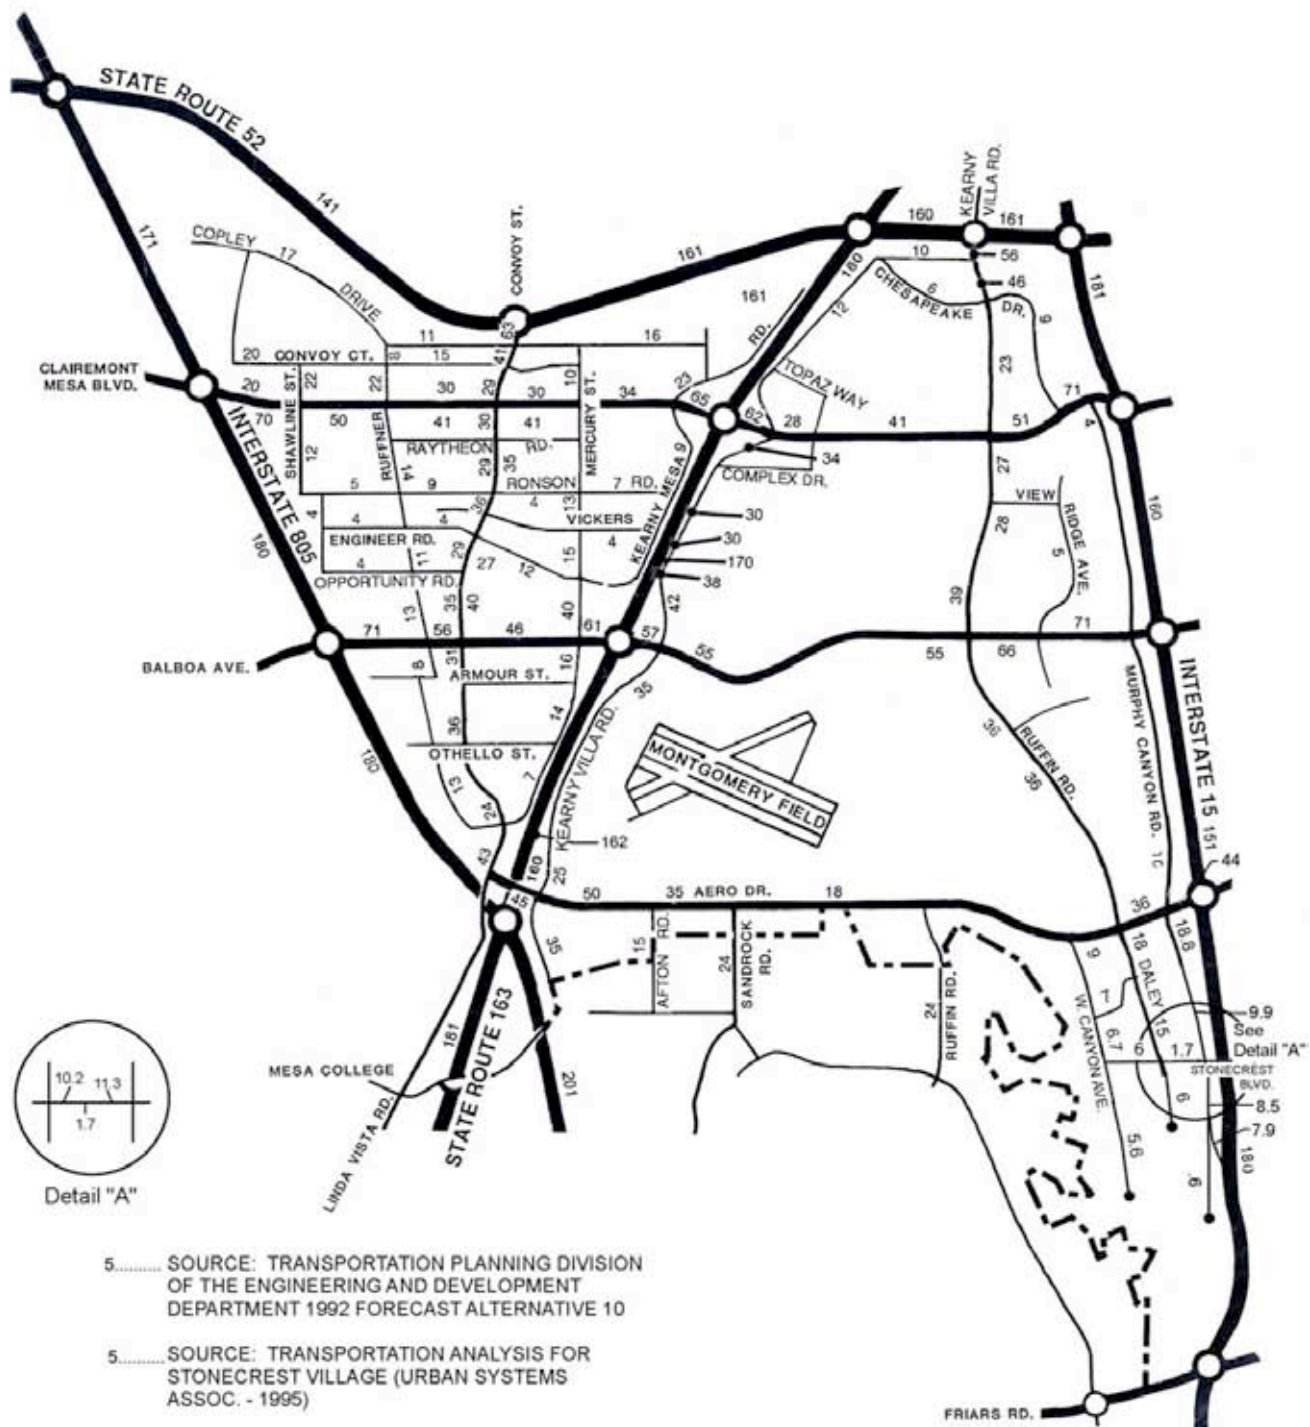 STATE ROUTE 52
141
171
COPLEY
17
DRIVE
CONVOY ST.
161
160
KEARNY
VILLA RD.
161
180
10
56
46
CHESAPEAKE
6
DR.
9
12
161
RD.
181
63
11
16
20
CONVOY CT.
8
15
41
10
CLAIREMONT
MESA BLVD.
20
SHAWLINE ST.
22
22
30
29
30
MERCURY ST.
34
23
65
62
TOPAZ WAY
28
41
23
51
71
4
70
50
41
30
41
INTERSTATE 805
12
RUFFNER
RAYTHEON RD.
14
29
35
KEARNY MESA 9
34
COMPLEX DR.
27
5
9
RONSON
7
RD.
36
4
13
VIEW
RIDGE AVE.
28
5
160
4
4
4
VICKERS
30
ENGINEER RD.
4
30
180
4
11
29
27
12
15
170
OPPORTUNITY RD.
38
13
35
40
40
42
39
71
56
46
61
57
55
55
66
71
BALBOA AVE.
8
31
ARMOUR ST.
16
35
MURPHY CANYON RD.
10
INTERSTATE 15
151
36
14
OTHELLO ST.
KEARNY VILLA RD.
MONTGOMERY FIELD
36
RUFFIN RD.
36
180
13
24
7
162
43
160
25
44
45
50
35
AERO DR.
18
36
18.8
35
15
AFTON RD.
24
SANDROCK
RD.
24
RUFFIN RD.
9
18
DALEY
15
7
W. CANYON AVE.
6.7
6
1.7
9.9
See
Detail "A"
STONECREST
BLVD.
181
STATE ROUTE 163
201
MESA COLLEGE
LINDA VISTA RD.
6
8.5
7.9
5.6
.6
180
10.2
11.3
1.7
Detail "A"
5.......... SOURCE: TRANSPORTATION PLANNING DIVISION
OF THE ENGINEERING AND DEVELOPMENT
DEPARTMENT 1992 FORECAST ALTERNATIVE 10
5.......... SOURCE: TRANSPORTATION ANALYSIS FOR
STONECREST VILLAGE (URBAN SYSTEMS
ASSOC. - 1995)
FRIARS RD.